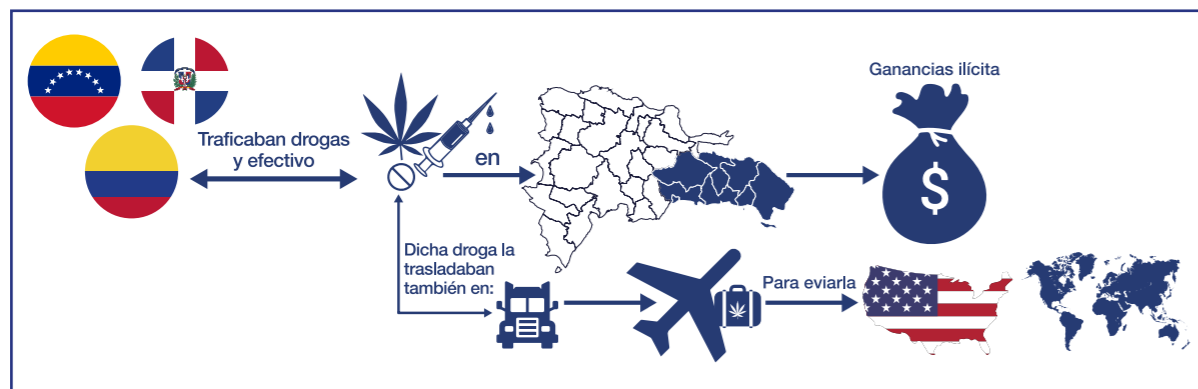 Ganancias ilícita
Traficaban drogas
y efectivo
en
$
Dicha droga la
trasladaban
también en:
Para eviarla